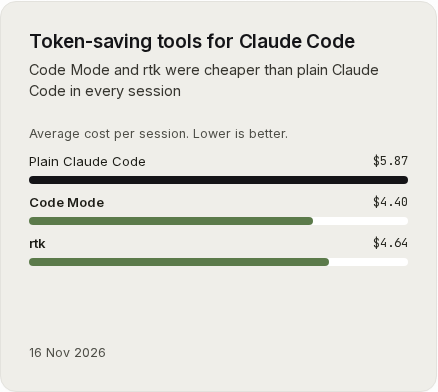 Token-saving tools for Claude Code
Code Mode and rtk were cheaper than plain Claude
Code in every session
Average cost per session. Lower is better.
Plain Claude Code $5.87
Code Mode $4.40
rtk $4.64
16 Nov 2026